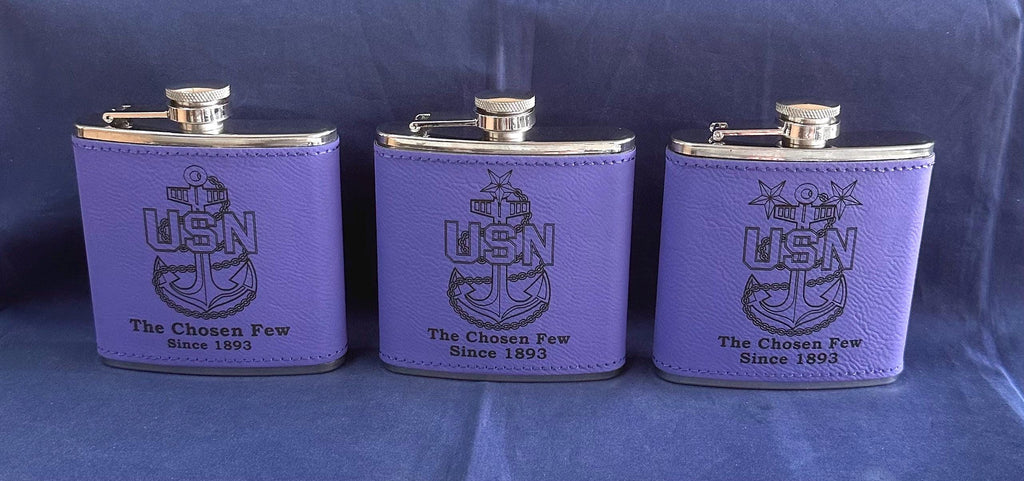 USN
The Chosen Few
Since 1893
USN
The Chosen Few
Since 1893
USN
The Chosen Few
Since 1893